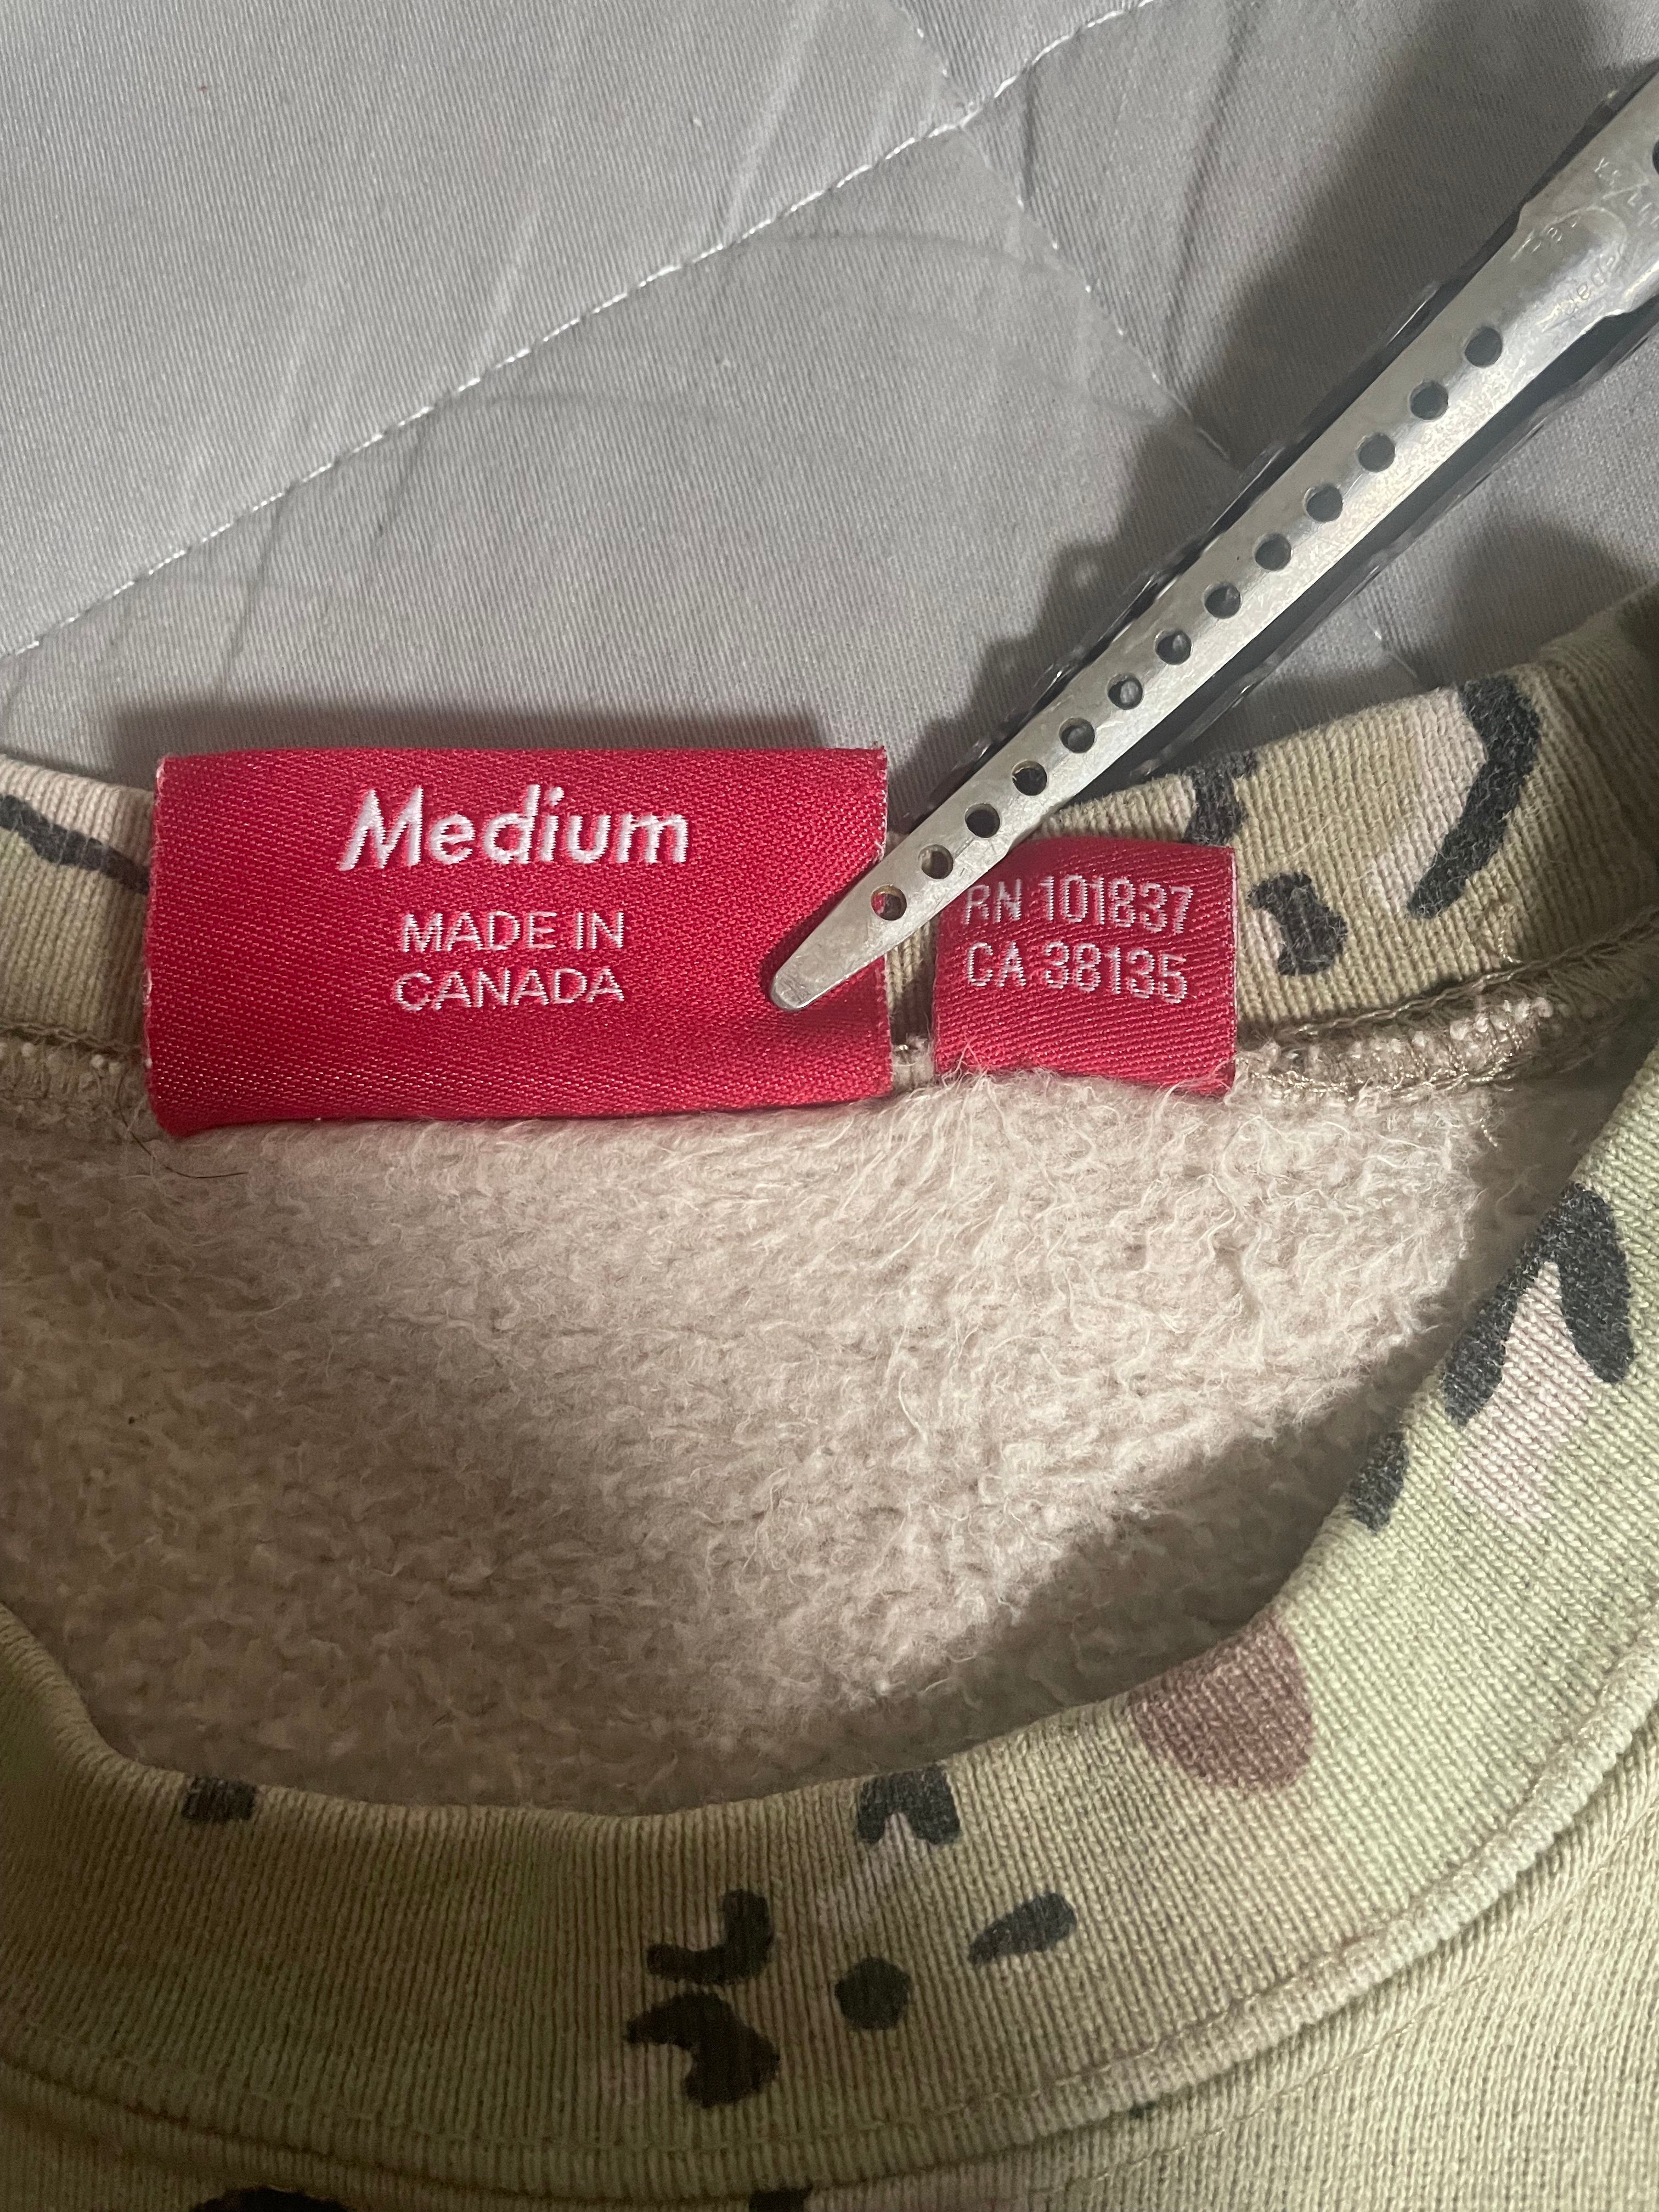 Medium
MADE IN
CANADA
RN 101837
CA 38135